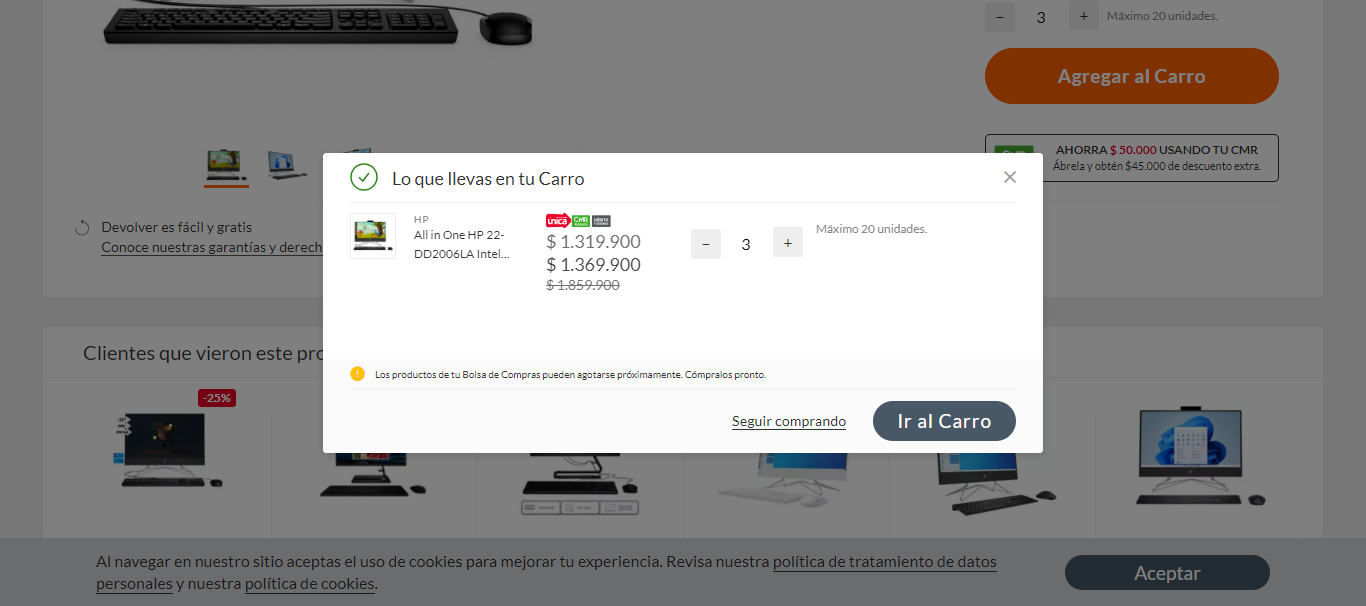 − 3 + Máximo 20 unidades.
Agregar al Carro
AHORRA $ 50.000 USANDO TU CMR
Ábrela y obtén $45.000 de descuento extra.
Lo que llevas en tu Carro
HP
All in One HP 22-
DD2006LA Intel...
unica CMR
$ 1.319.900
$ 1.369.900
$ 1.859.900
− 3 + Máximo 20 unidades.
Devolver es fácil y gratis
Conoce nuestras garantías y derech
Los productos de tu Bolsa de Compras pueden agotarse próximamente. Cómpralos pronto.
Seguir comprando
Ir al Carro
Clientes que vieron este pro
-25%
Al navegar en nuestro sitio aceptas el uso de cookies para mejorar tu experiencia. Revisa nuestra política de tratamiento de datos
personales y nuestra política de cookies.
Aceptar